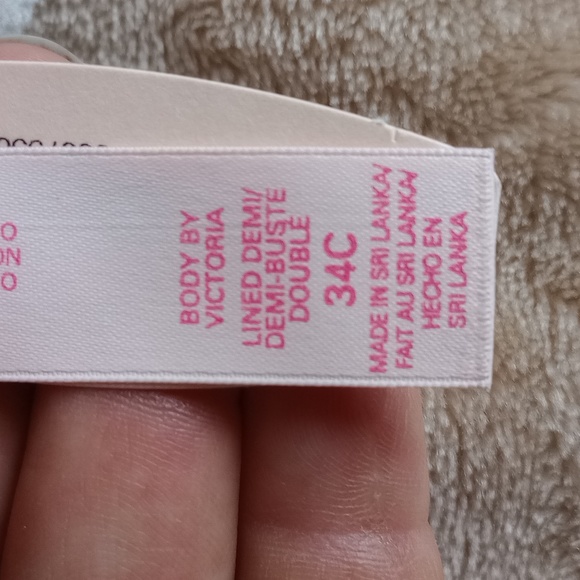 BODY BY
VICTORIA
LINED DEMI/
DEMI-BUSTE
DOUBLE
34C
MADE IN SRI LANKA/
FAIT AU SRI LANKA/
HECHO EN
SRI LANKA